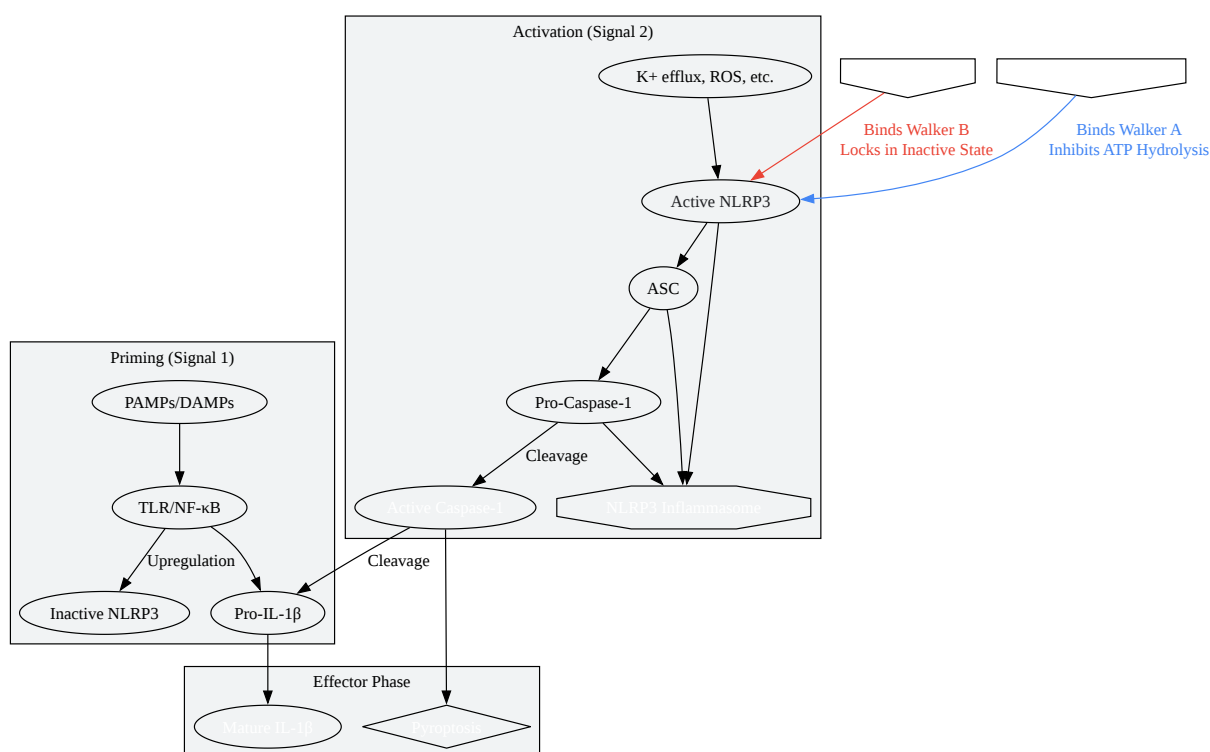 Activation (Signal 2)
K+ efflux, ROS, etc.
Binds Walker B
Locks in Inactive State
Binds Walker A
Inhibits ATP Hydrolysis
Active NLRP3
ASC
Priming (Signal 1)
PAMPs/DAMPs
Pro-Caspase-1
Cleavage
TLR/NF-κB
Active Caspase-1
NLRP3 Inflammasome
Upregulation
Cleavage
Inactive NLRP3
Pro-IL-1β
Effector Phase
Mature IL-1β
Pyroptosis